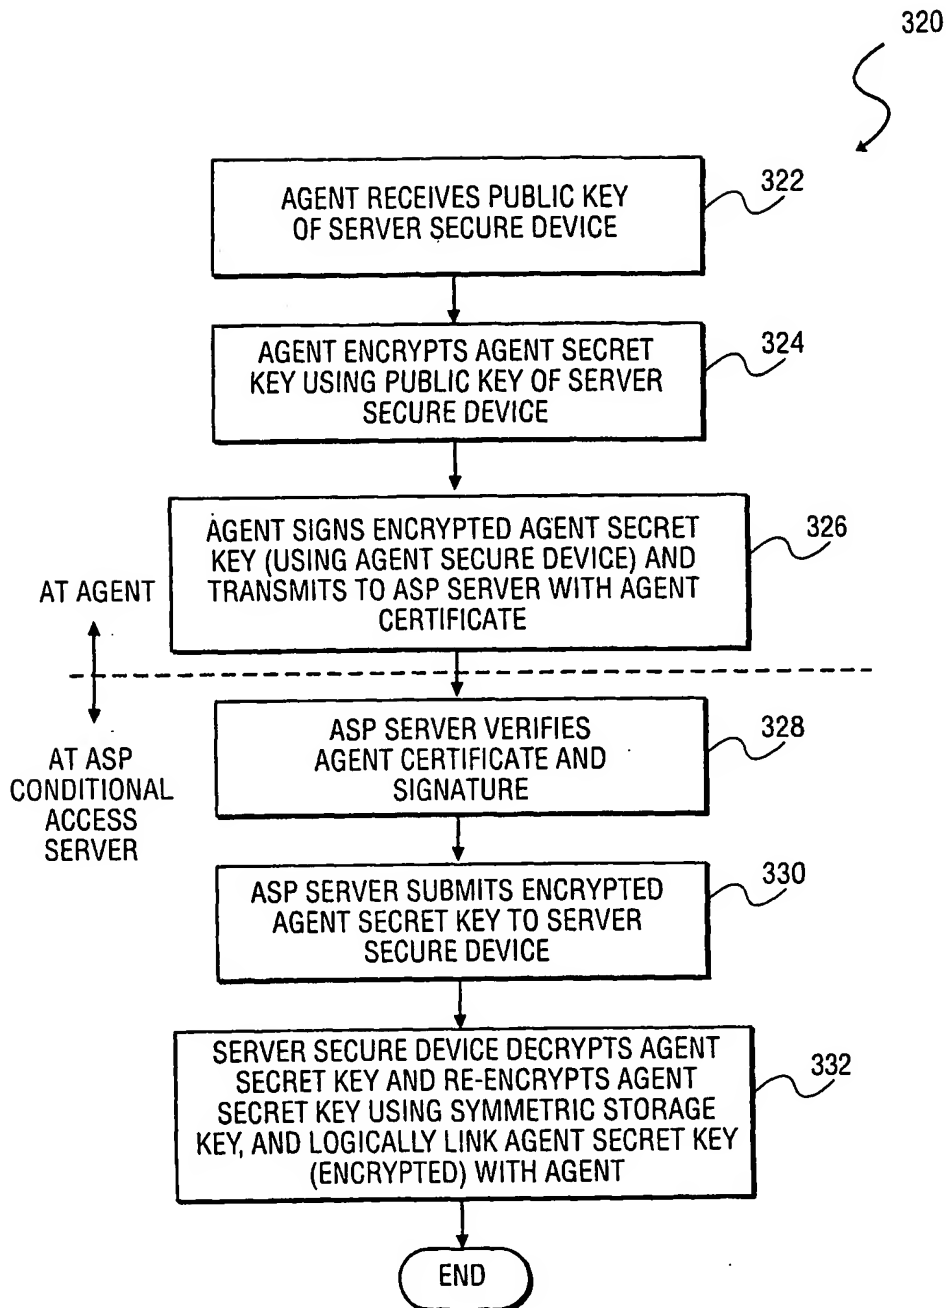 320
AGENT RECEIVES PUBLIC KEY
OF SERVER SECURE DEVICE
322
AGENT ENCRYPTS AGENT SECRET
KEY USING PUBLIC KEY OF SERVER
SECURE DEVICE
324
AGENT SIGNS ENCRYPTED AGENT SECRET
KEY (USING AGENT SECURE DEVICE) AND
TRANSMITS TO ASP SERVER WITH AGENT
CERTIFICATE
326
AT AGENT
AT ASP
CONDITIONAL
ACCESS
SERVER
ASP SERVER VERIFIES
AGENT CERTIFICATE AND
SIGNATURE
328
ASP SERVER SUBMITS ENCRYPTED
AGENT SECRET KEY TO SERVER
SECURE DEVICE
330
SERVER SECURE DEVICE DECRYPTS AGENT
SECRET KEY AND RE-ENCRYPTS AGENT
SECRET KEY USING SYMMETRIC STORAGE
KEY, AND LOGICALLY LINK AGENT SECRET KEY
(ENCRYPTED) WITH AGENT
332
END